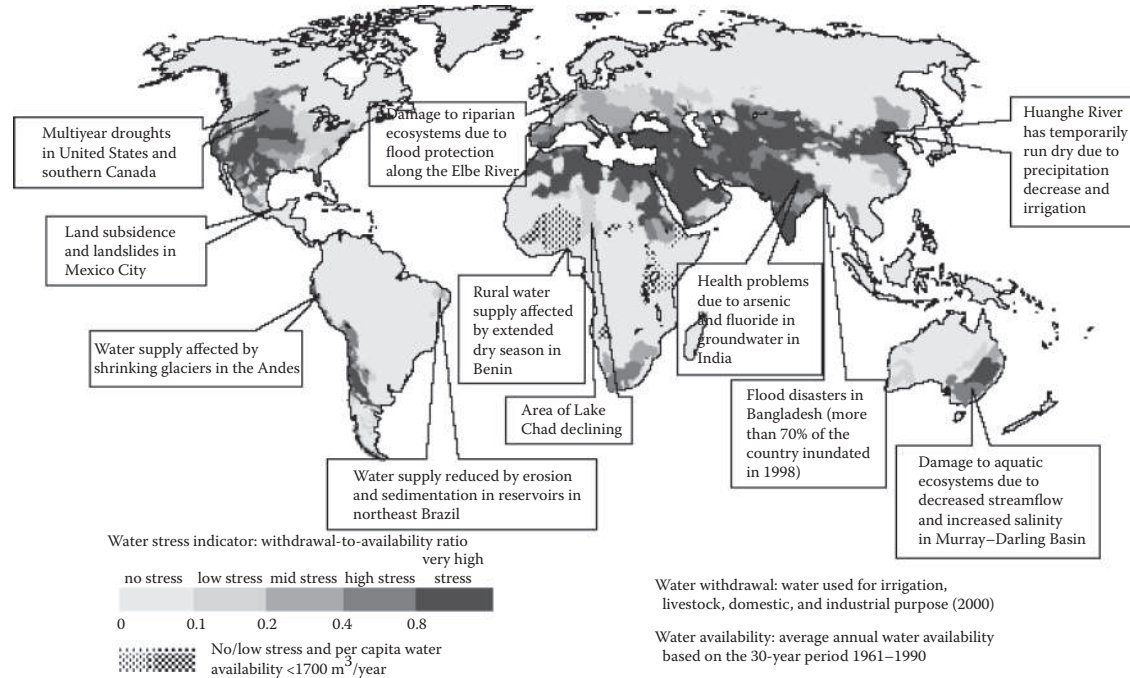 Multiyear droughts
in United States and
southern Canada
Damage to riparian
ecosystems due to
flood protection
along the Elbe River
Huanghe River
has temporarily
run dry due to
precipitation
decrease and
irrigation
Land subsidence
and landslides in
Mexico City
Water supply affected by
shrinking glaciers in the Andes
Rural water
supply affected
by extended
dry season in
Benin
Health problems
due to arsenic
and fluoride in
groundwater in
India
Area of Lake
Chad declining
Flood disasters in
Bangladesh (more
than 70% of the
country inundated
in 1998)
Water supply reduced by erosion
and sedimentation in reservoirs in
northeast Brazil
Damage to aquatic
ecosystems due to
decreased streamflow
and increased salinity
in Murray–Darling Basin
Water stress indicator: withdrawal-to-availability ratio
no stress low stress mid stress high stress very high stress
0 0.1 0.2 0.4 0.8
No/low stress and per capita water
availability <1700 m³/year
Water withdrawal: water used for irrigation,
livestock, domestic, and industrial purpose (2000)
Water availability: average annual water availability
based on the 30-year period 1961–1990